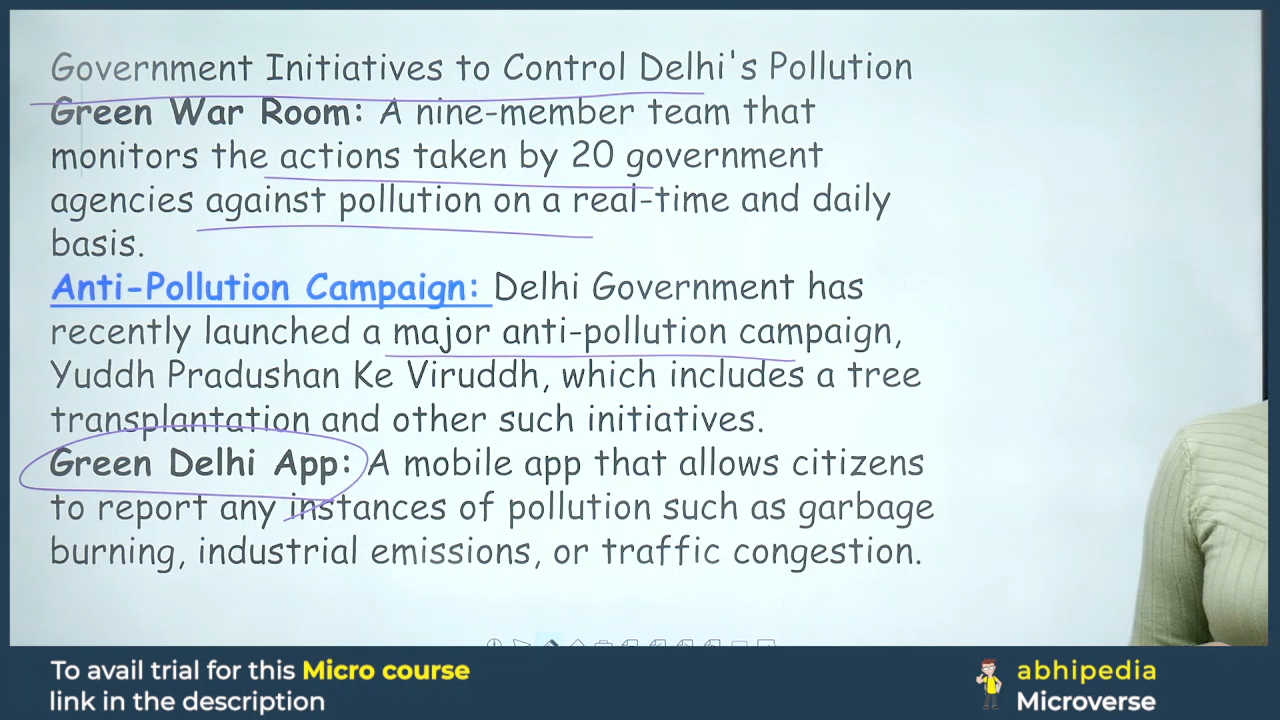 Government Initiatives to Control Delhi's Pollution
Green War Room: A nine-member team that
monitors the actions taken by 20 government
agencies against pollution on a real-time and daily
basis.
Anti-Pollution Campaign: Delhi Government has
recently launched a major anti-pollution campaign,
Yuddh Pradushan Ke Viruddh, which includes a tree
transplantation and other such initiatives.
Green Delhi App: A mobile app that allows citizens
to report any instances of pollution such as garbage
burning, industrial emissions, or traffic congestion.
To avail trial for this Micro course
link in the description
abhipedia
Microverse